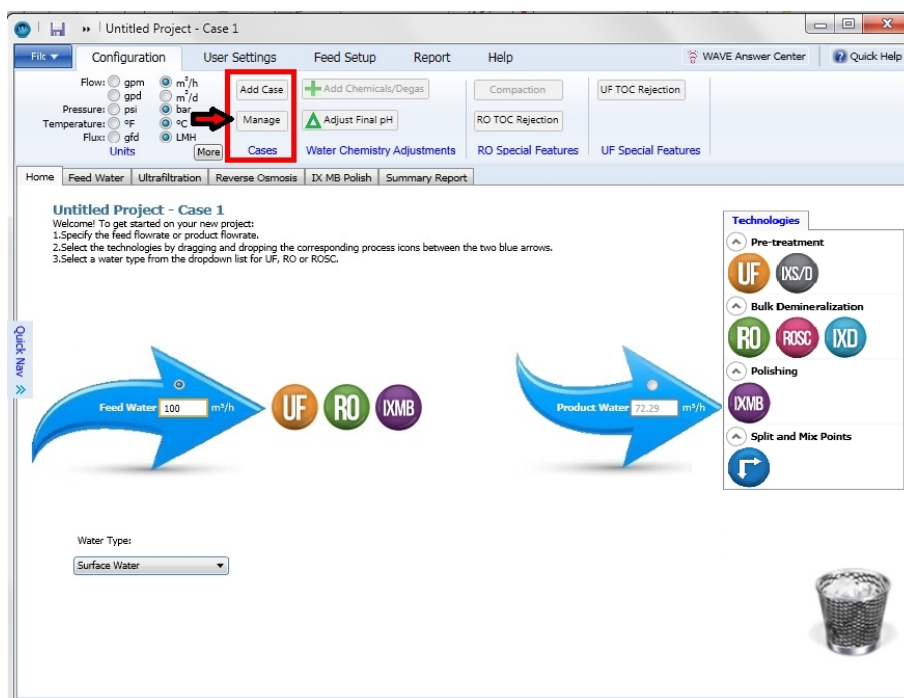 Untitled Project - Case 1
File Configuration User Settings Feed Setup Report Help WAVE Answer Center Quick Help
Flow: gpm m³/h
gpd m³/d
Pressure: psi bar
Temperature: ºF ºC
Flux: gfd LMH
Units More
Add Case
Manage
Cases
Add Chemicals/Degas
Adjust Final pH
Water Chemistry Adjustments
Compaction
RO TOC Rejection
RO Special Features
UF TOC Rejection
UF Special Features
Home Feed Water Ultrafiltration Reverse Osmosis IX MB Polish Summary Report
Untitled Project - Case 1
Welcome! To get started on your new project:
1.Specify the feed flowrate or product flowrate.
2.Select the technologies by dragging and dropping the corresponding process icons between the two blue arrows.
3.Select a water type from the dropdown list for UF, RO or ROSC.
Quick Nav
Feed Water 100 m³/h
UF RO IXMB
Product Water 72.29 m³/h
Technologies
Pre-treatment
UF IXS/D
Bulk Demineralization
RO ROSC IXD
Polishing
IXMB
Split and Mix Points
Water Type:
Surface Water